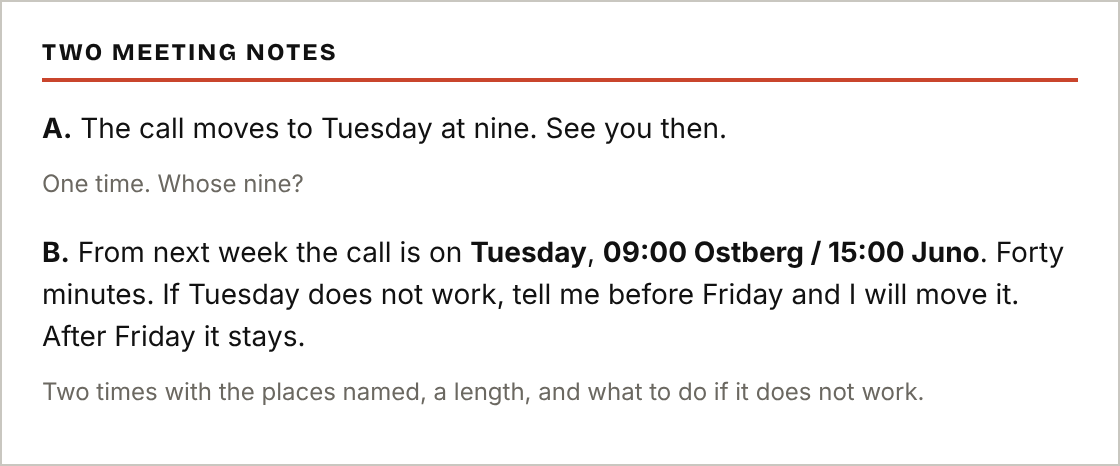 TWO MEETING NOTES
A. The call moves to Tuesday at nine. See you then.
One time. Whose nine?
B. From next week the call is on Tuesday, 09:00 Ostberg / 15:00 Juno. Forty
minutes. If Tuesday does not work, tell me before Friday and I will move it.
After Friday it stays.
Two times with the places named, a length, and what to do if it does not work.